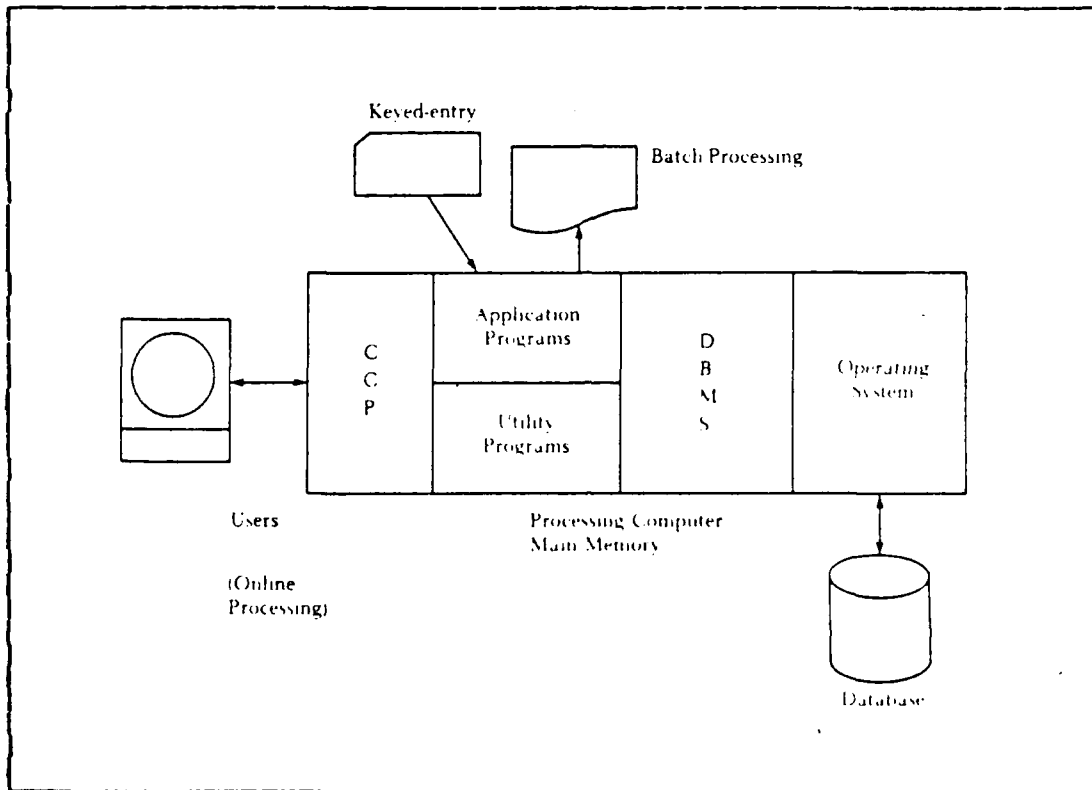 Keyed-entry
Batch Processing
Application
Programs
C
C
P
Utility
Programs
D
B
M
S
Operating
System
Users
(Online
Processing)
Processing Computer
Main Memory
Database